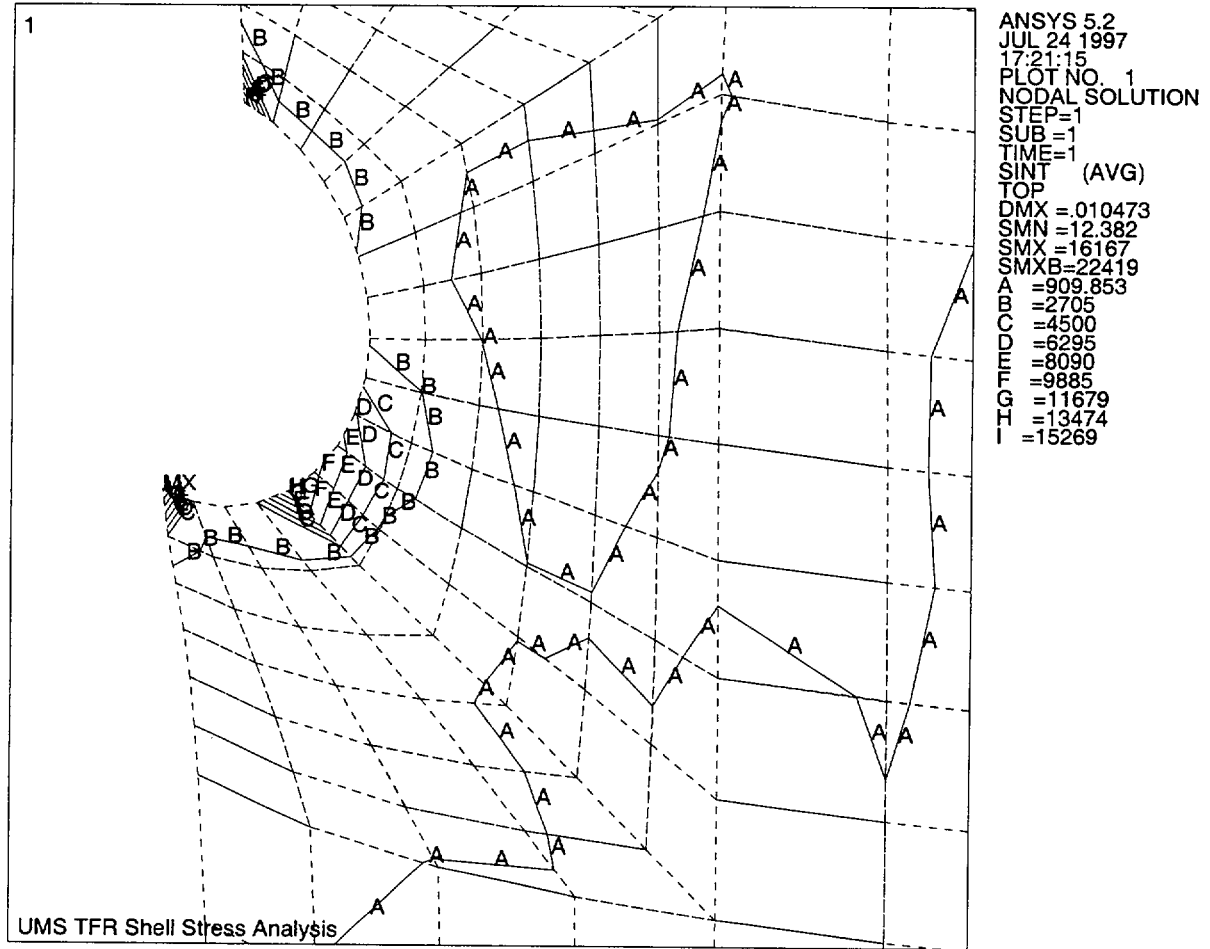 1
ANSYS 5.2
JUL 24 1997
17:21:15
PLOT NO. 1
NODAL SOLUTION
STEP=1
SUB =1
TIME=1
SINT (AVG)
TOP
DMX =.010473
SMN =12.382
SMX =16167
SMXB=22419
A =909.853
B =2705
C =4500
D =6295
E =8090
F =9885
G =11679
H =13474
I =15269
MX
UMS TFR Shell Stress Analysis